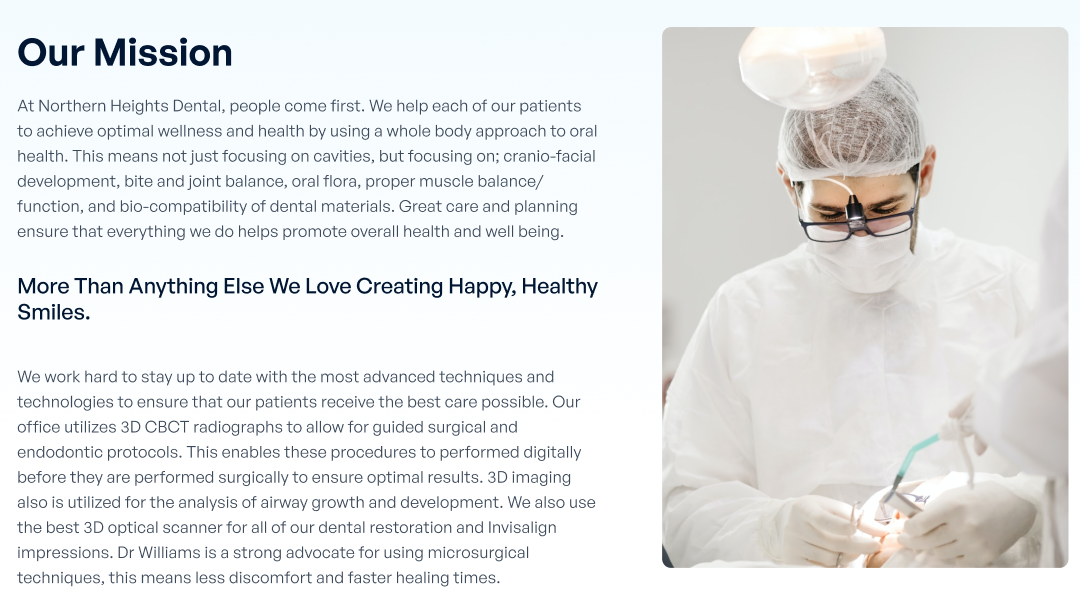 Our Mission
At Northern Heights Dental, people come first. We help each of our patients
to achieve optimal wellness and health by using a whole body approach to oral
health. This means not just focusing on cavities, but focusing on; cranio-facial
development, bite and joint balance, oral flora, proper muscle balance/
function, and bio-compatibility of dental materials. Great care and planning
ensure that everything we do helps promote overall health and well being.
More Than Anything Else We Love Creating Happy, Healthy
Smiles.
We work hard to stay up to date with the most advanced techniques and
technologies to ensure that our patients receive the best care possible. Our
office utilizes 3D CBCT radiographs to allow for guided surgical and
endodontic protocols. This enables these procedures to performed digitally
before they are performed surgically to ensure optimal results. 3D imaging
also is utilized for the analysis of airway growth and development. We also use
the best 3D optical scanner for all of our dental restoration and Invisalign
impressions. Dr Williams is a strong advocate for using microsurgical
techniques, this means less discomfort and faster healing times.